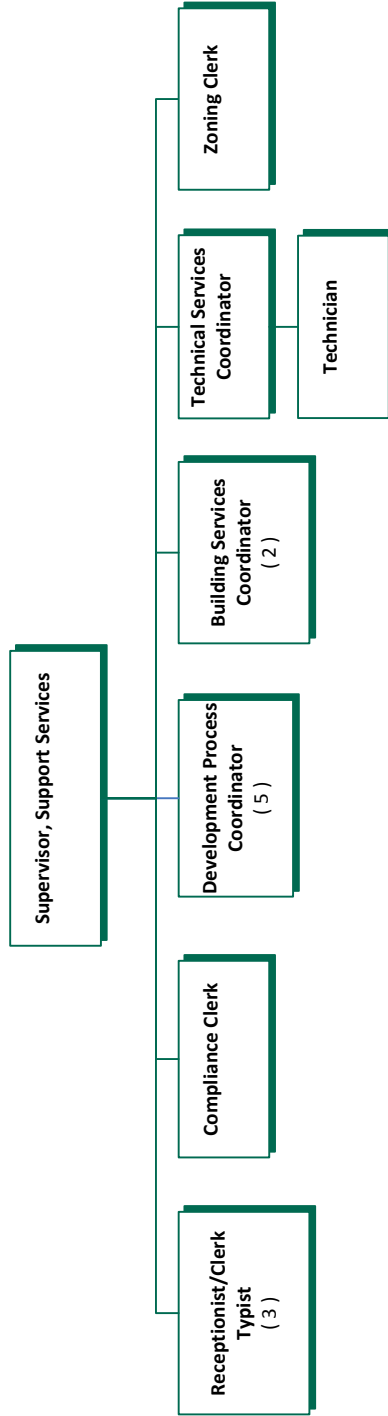 Supervisor, Support Services
Receptionist/Clerk
Typist
( 3 )
Compliance Clerk
Development Process
Coordinator
( 5 )
Building Services
Coordinator
( 2 )
Technical Services
Coordinator
Zoning Clerk
Technician